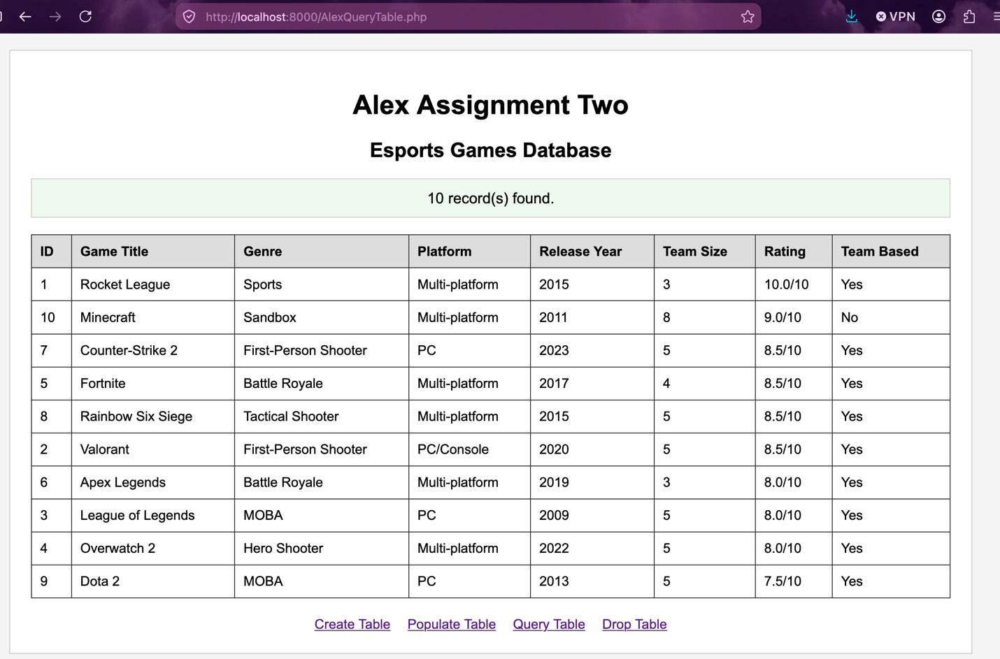 http://localhost:8000/AlexQueryTable.php
VPN
Alex Assignment Two
Esports Games Database
10 record(s) found.
ID Game Title Genre Platform Release Year Team Size Rating Team Based
1 Rocket League Sports Multi-platform 2015 3 10.0/10 Yes
10 Minecraft Sandbox Multi-platform 2011 8 9.0/10 No
7 Counter-Strike 2 First-Person Shooter PC 2023 5 8.5/10 Yes
5 Fortnite Battle Royale Multi-platform 2017 4 8.5/10 Yes
8 Rainbow Six Siege Tactical Shooter Multi-platform 2015 5 8.5/10 Yes
2 Valorant First-Person Shooter PC/Console 2020 5 8.5/10 Yes
6 Apex Legends Battle Royale Multi-platform 2019 3 8.0/10 Yes
3 League of Legends MOBA PC 2009 5 8.0/10 Yes
4 Overwatch 2 Hero Shooter Multi-platform 2022 5 8.0/10 Yes
9 Dota 2 MOBA PC 2013 5 7.5/10 Yes
Create Table Populate Table Query Table Drop Table